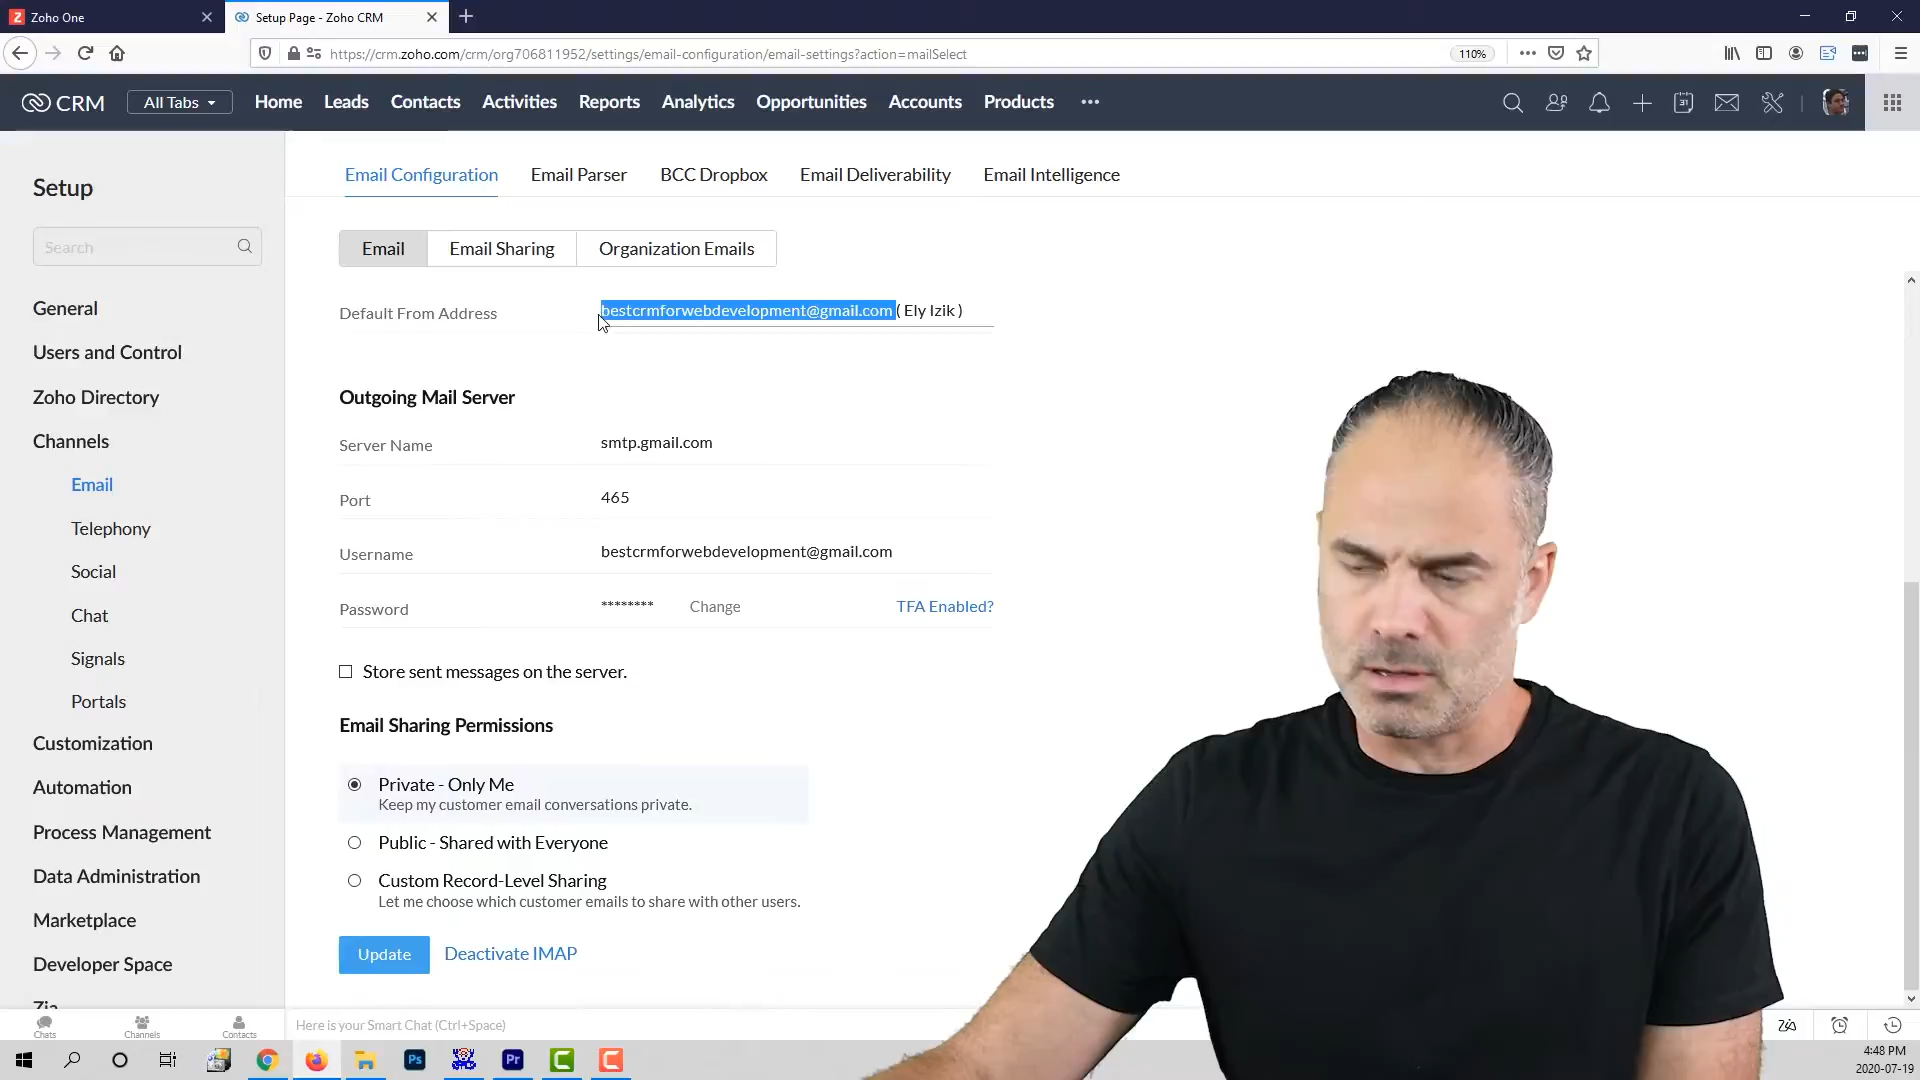 Zoho One
Setup Page - Zoho CRM
https://crm.zoho.com/crm/org706811952/settings/email-configuration/email-settings?action=mailSelect
110%
CRM
All Tabs
Home
Leads
Contacts
Activities
Reports
Analytics
Opportunities
Accounts
Products
31
Setup
Search
General
Users and Control
Zoho Directory
Channels
Email
Telephony
Social
Chat
Signals
Portals
Customization
Automation
Process Management
Data Administration
Marketplace
Developer Space
Zia
Email Configuration
Email Parser
BCC Dropbox
Email Deliverability
Email Intelligence
Email
Email Sharing
Organization Emails
Default From Address
bestcrmforwebdevelopment@gmail.com ( Ely Izik )
Outgoing Mail Server
Server Name
smtp.gmail.com
Port
465
Username
bestcrmforwebdevelopment@gmail.com
Password
********
Change
TFA Enabled?
Store sent messages on the server.
Email Sharing Permissions
Private - Only Me
Keep my customer email conversations private.
Public - Shared with Everyone
Custom Record-Level Sharing
Let me choose which customer emails to share with other users.
Update
Deactivate IMAP
Chats
Channels
Contacts
Here is your Smart Chat (Ctrl+Space)
Ps
Pr
4:48 PM
2020-07-19